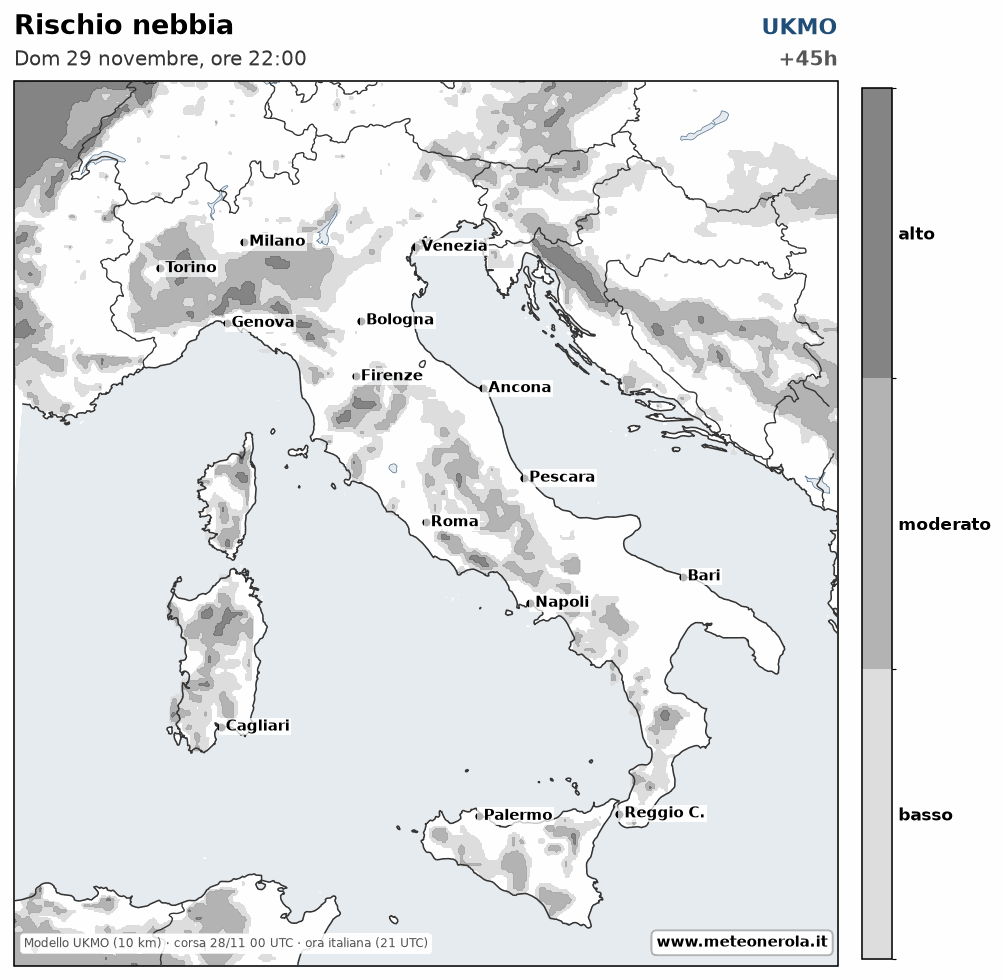 Rischio nebbia
UKMO
Dom 29 novembre, ore 22:00
+45h
Milano
Venezia
Torino
Genova
Bologna
Firenze
Ancona
Pescara
Roma
Bari
Napoli
Cagliari
Palermo
Reggio C.
alto
moderato
basso
Modello UKMO (10 km) · corsa 28/11 00 UTC · ora italiana (21 UTC)
www.meteonerola.it